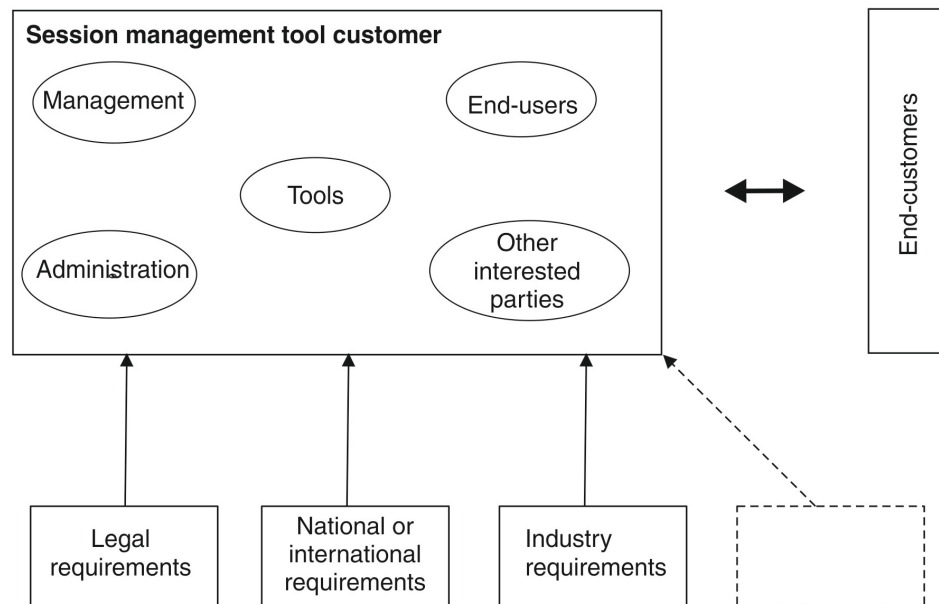 Session management tool customer
Management
End-users
Tools
Administration
Other
interested
parties
End-customers
Legal
requirements
National or
international
requirements
Industry
requirements